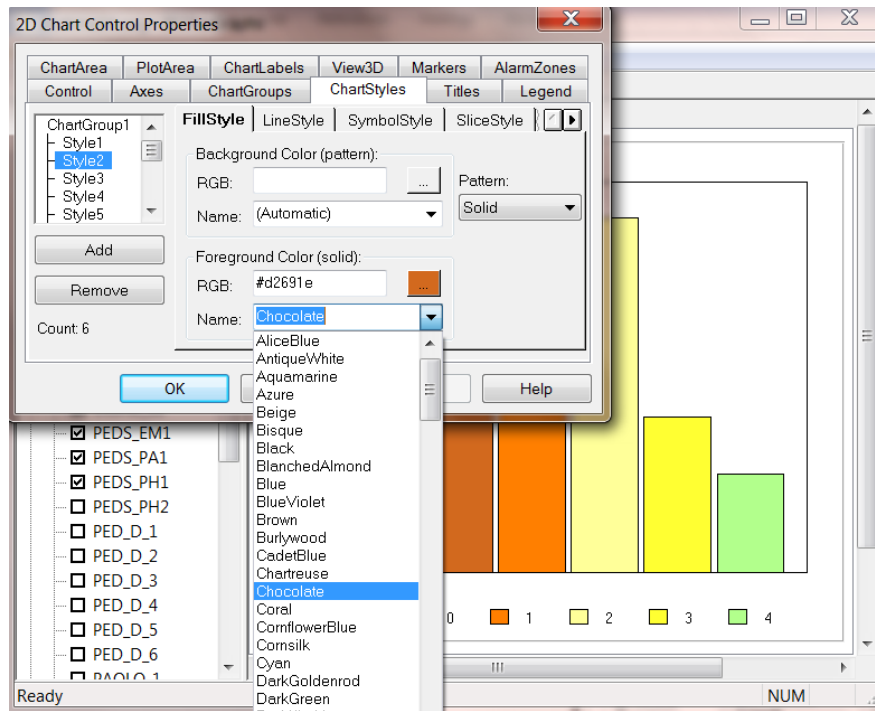 2D Chart Control Properties
ChartArea PlotArea ChartLabels View3D Markers AlarmZones
Control Axes ChartGroups ChartStyles Titles Legend
ChartGroup1
Style1
Style2
Style3
Style4
Style5
Add
Remove
Count: 6
FillStyle LineStyle SymbolStyle SliceStyle
Background Color (pattern):
RGB: ...
Name: (Automatic)
Pattern:
Solid
Foreground Color (solid):
RGB: #d2691e ...
Name: Chocolate
AliceBlue
AntiqueWhite
Aquamarine
Azure
Beige
Bisque
Black
BlanchedAlmond
Blue
BlueViolet
Brown
Burlywood
CadetBlue
Chartreuse
Chocolate
Coral
CornflowerBlue
Cornsilk
Cyan
DarkGoldenrod
DarkGreen
OK Help
PEDS_EM1
PEDS_PA1
PEDS_PH1
PEDS_PH2
PED_D_1
PED_D_2
PED_D_3
PED_D_4
PED_D_5
PED_D_6
0 1 2 3 4
Ready NUM